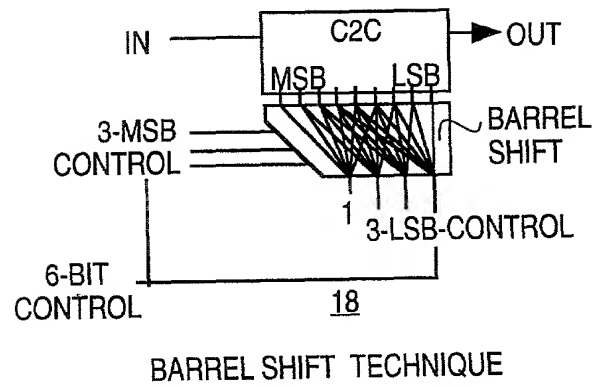 C2C
IN
OUT
MSB
LSB
3-MSB
CONTROL
BARREL
SHIFT
1
3-LSB-CONTROL
6-BIT
CONTROL
18
BARREL SHIFT TECHNIQUE